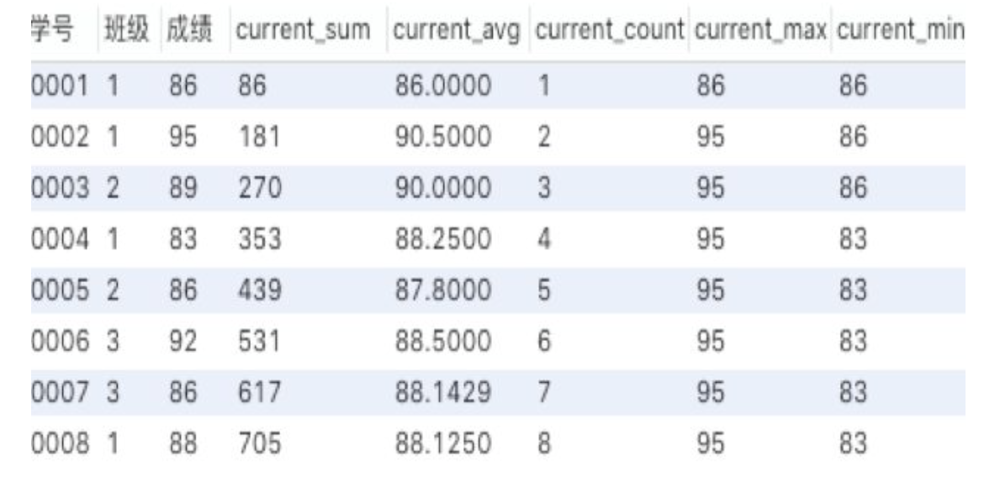 学号 班级 成绩 current_sum current_avg current_count current_max current_min
0001 1 86 86 86.0000 1 86 86
0002 1 95 181 90.5000 2 95 86
0003 2 89 270 90.0000 3 95 86
0004 1 83 353 88.2500 4 95 83
0005 2 86 439 87.8000 5 95 83
0006 3 92 531 88.5000 6 95 83
0007 3 86 617 88.1429 7 95 83
0008 1 88 705 88.1250 8 95 83